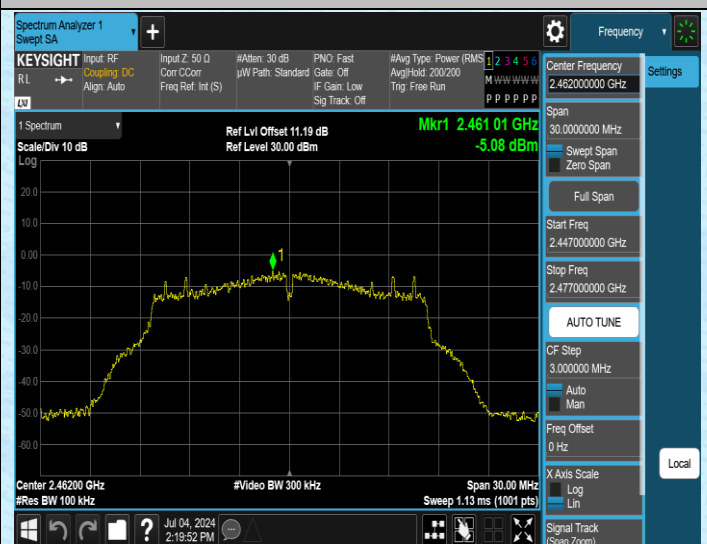 Spectrum Analyzer 1
Swept SA
+
Frequency
KEYSIGHT
Input: RF
Input Z: 50 Ω
#Atten: 30 dB
PNO: Fast
#Avg Type: Power (RMS
1 2 3 4 5 6
RL
Coupling: DC
Corr CCorr
µW Path: Standard
Gate: Off
Avg|Hold: 200/200
M W W W W W
Align: Auto
Freq Ref: Int (S)
IF Gain: Low
Trig: Free Run
LXI
Sig Track: Off
P P P P P P
1 Spectrum
Ref Lvl Offset 11.19 dB
Mkr1 2.461 01 GHz
Scale/Div 10 dB
Ref Level 30.00 dBm
-5.08 dBm
Log
20.0
10.0
0.00
-10.0
-20.0
-30.0
-40.0
-50.0
-60.0
1
Center 2.46200 GHz
#Video BW 300 kHz
Span 30.00 MHz
#Res BW 100 kHz
Sweep 1.13 ms (1001 pts)
Center Frequency
2.462000000 GHz
Settings
Span
30.0000000 MHz
Swept Span
Zero Span
Full Span
Start Freq
2.447000000 GHz
Stop Freq
2.477000000 GHz
AUTO TUNE
CF Step
3.000000 MHz
Auto
Man
Freq Offset
0 Hz
X Axis Scale
Log
Lin
Local
Signal Track
(Span Zoom)
?
Jul 04, 2024
2:19:52 PM